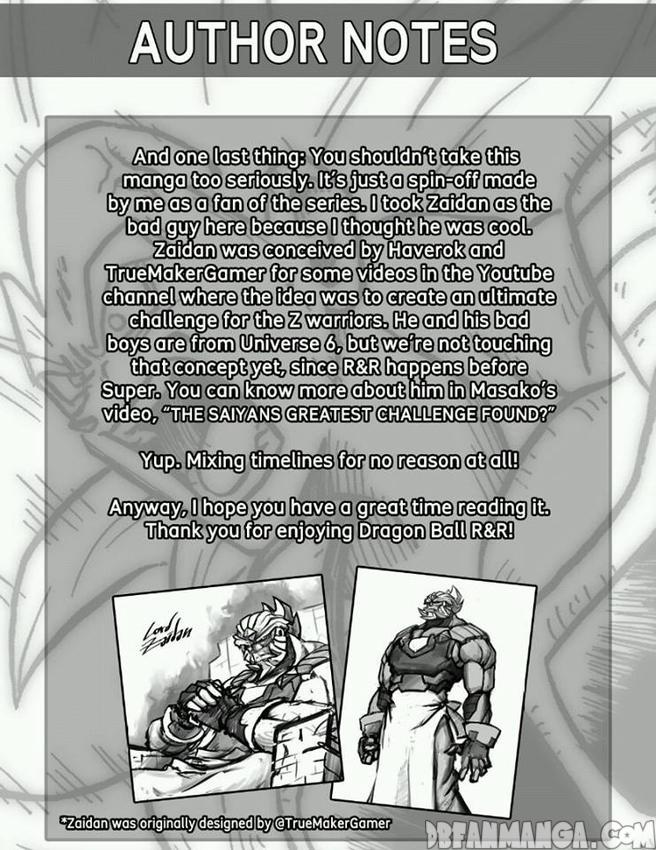 AUTHOR NOTES
And one last thing: You shouldn't take this
manga too seriously. It's just a spin-off made
by me as a fan of the series. I took Zaidan as the
bad guy here because I thought he was cool.
Zaidan was conceived by Haverok and
TrueMakerGamer for some videos in the Youtube
channel where the idea was to create an ultimate
challenge for the Z warriors. He and his bad
boys are from Universe 6, but we're not touching
that concept yet, since R&R happens before
Super. You can know more about him in Masako's
video, "THE SAIYANS GREATEST CHALLENGE FOUND?"
Yup. Mixing timelines for no reason at all!
Anyway, I hope you have a great time reading it.
Thank you for enjoying Dragon Ball R&R!
Lord
Zaidan
*Zaidan was originally designed by @TrueMakerGamer
DBFANMANGA.COM